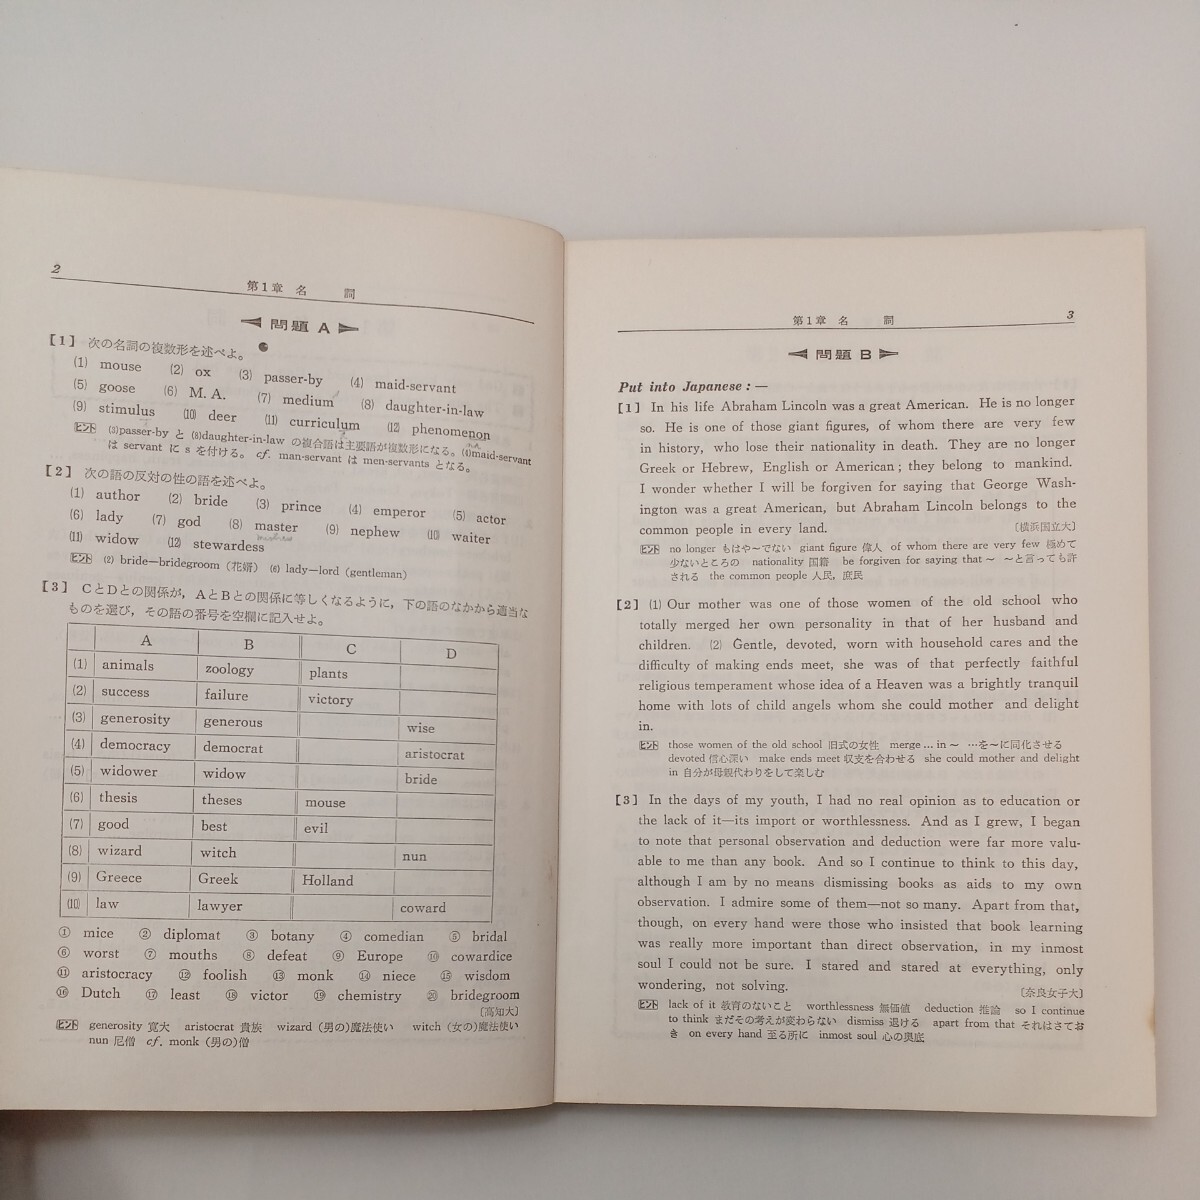 2
第1章 名 詞
問題 A
[1] 次の名詞の複数形を述べよ。
(1) mouse (2) ox (3) passer-by (4) maid-servant
(5) goose (6) M. A. (7) medium (8) daughter-in-law
(9) stimulus (10) deer (11) curriculum (12) phenomenon
ヒント (3)passer-by と (8)daughter-in-law の複合語は主要語が複数形になる。(4)maid-servant
は servant に s を付ける。 cf. man-servant は men-servants となる。
[2] 次の語の反対の性の語を述べよ。
(1) author (2) bride (3) prince (4) emperor (5) actor
(6) lady (7) god (8) master (9) nephew (10) waiter
(11) widow (12) stewardess
ヒント (2) bride—bridegroom (花婿) (6) lady—lord (gentleman)
[3] CとDとの関係が，AとBとの関係に等しくなるように，下の語のなかから適当な
ものを選び，その語の番号を空欄に記入せよ。
A B C D
(1) animals zoology plants
(2) success failure victory
(3) generosity generous wise
(4) democracy democrat aristocrat
(5) widower widow bride
(6) thesis theses mouse
(7) good best evil
(8) wizard witch nun
(9) Greece Greek Holland
(10) law lawyer coward
① mice ② diplomat ③ botany ④ comedian ⑤ bridal
⑥ worst ⑦ mouths ⑧ defeat ⑨ Europe ⑩ cowardice
⑪ aristocracy ⑫ foolish ⑬ monk ⑭ niece ⑮ wisdom
⑯ Dutch ⑰ least ⑱ victor ⑲ chemistry ⑳ bridegroom
〔高知大〕
ヒント generosity 寛大 aristocrat 貴族 wizard (男の)魔法使い witch (女の)魔法使い
nun 尼僧 cf. monk (男の)僧
第1章 名 詞
3
問題 B
Put into Japanese : —
[1] In his life Abraham Lincoln was a great American. He is no longer
so. He is one of those giant figures, of whom there are very few
in history, who lose their nationality in death. They are no longer
Greek or Hebrew, English or American ; they belong to mankind.
I wonder whether I will be forgiven for saying that George Wash-
ington was a great American, but Abraham Lincoln belongs to the
common people in every land. 〔横浜国立大〕
ヒント no longer もはや〜でない giant figure 偉人 of whom there are very few 極めて
少ないところの nationality 国籍 be forgiven for saying that〜 〜と言っても許
される the common people 人民, 庶民
[2] (1) Our mother was one of those women of the old school who
totally merged her own personality in that of her husband and
children. (2) Gentle, devoted, worn with household cares and the
difficulty of making ends meet, she was of that perfectly faithful
religious temperament whose idea of a Heaven was a brightly tranquil
home with lots of child angels whom she could mother and delight
in.
ヒント those women of the old school 旧式の女性 merge … in〜 …を〜に同化させる
devoted 信心深い make ends meet 収支を合わせる she could mother and delight
in 自分が母親代わりをして楽しむ
[3] In the days of my youth, I had no real opinion as to education or
the lack of it—its import or worthlessness. And as I grew, I began
to note that personal observation and deduction were far more valu-
able to me than any book. And so I continue to think to this day,
although I am by no means dismissing books as aids to my own
observation. I admire some of them—not so many. Apart from that,
though, on every hand were those who insisted that book learning
was really more important than direct observation, in my inmost
soul I could not be sure. I stared and stared at everything, only
wondering, not solving. 〔奈良女子大〕
ヒント lack of it 教育のないこと worthlessness 無価値 deduction 推論 so I continue
to think まだその考えが変わらない dismiss 退ける apart from that それはさてお
き on every hand 至る所に inmost soul 心の奥底